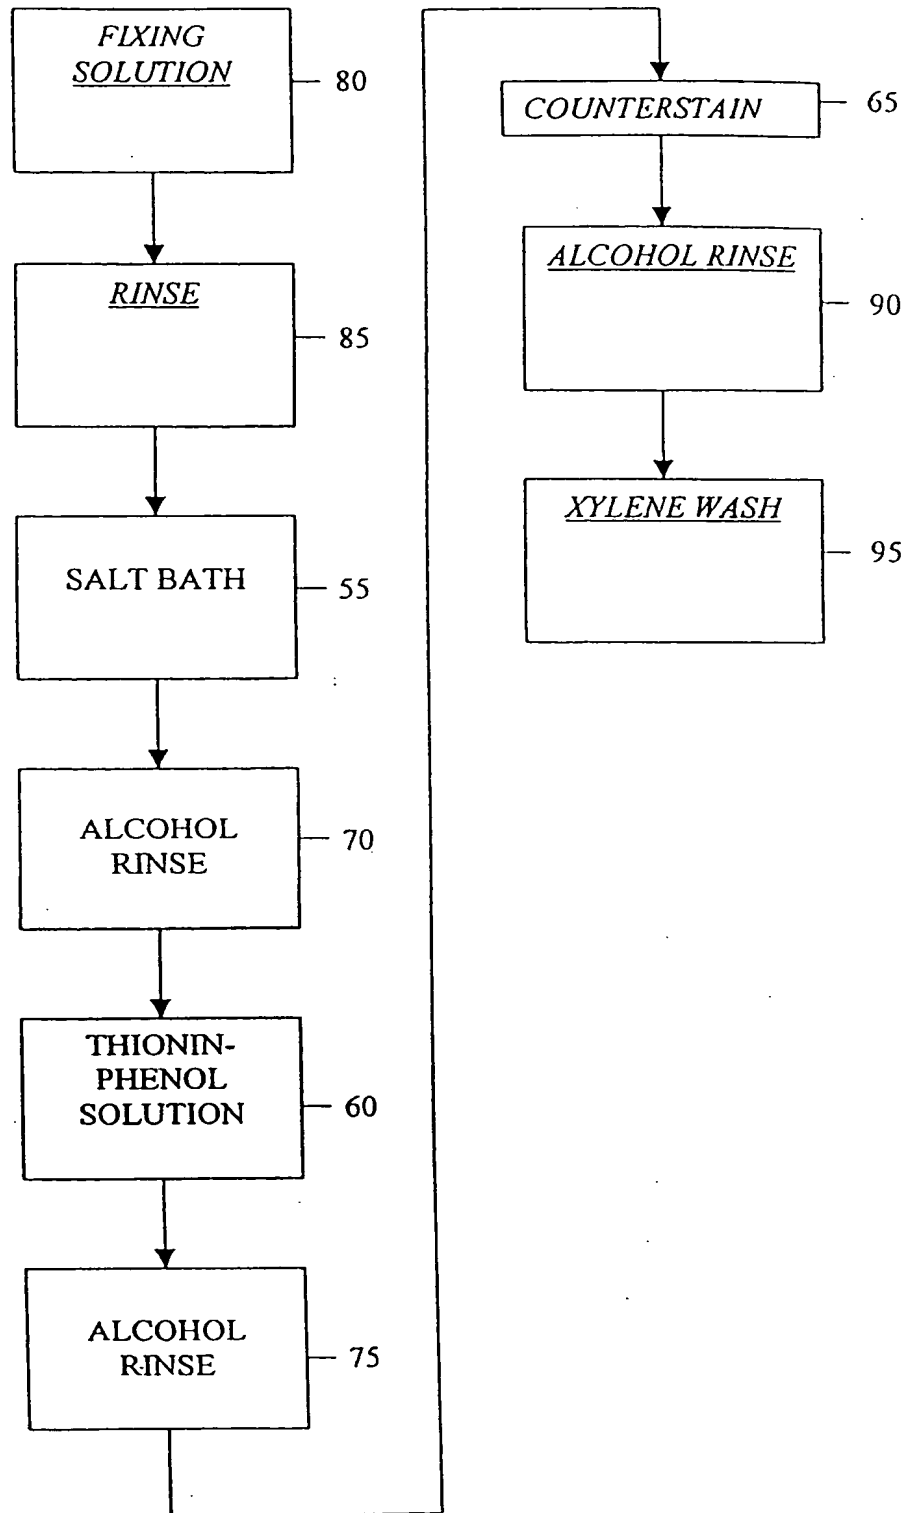 FIXING
SOLUTION
80
RINSE
85
SALT BATH
55
ALCOHOL
RINSE
70
THIONIN-
PHENOL
SOLUTION
60
ALCOHOL
RINSE
75
COUNTERSTAIN
65
ALCOHOL RINSE
90
XYLENE WASH
95